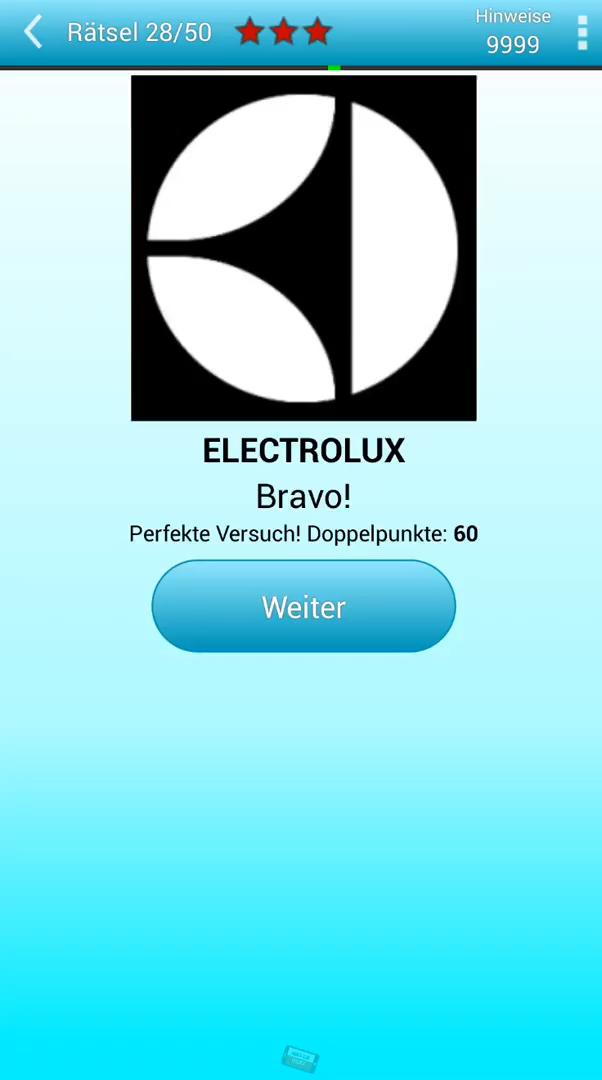 Rätsel 28/50
Hinweise
9999
ELECTROLUX
Bravo!
Perfekte Versuch! Doppelpunkte: 60
Weiter